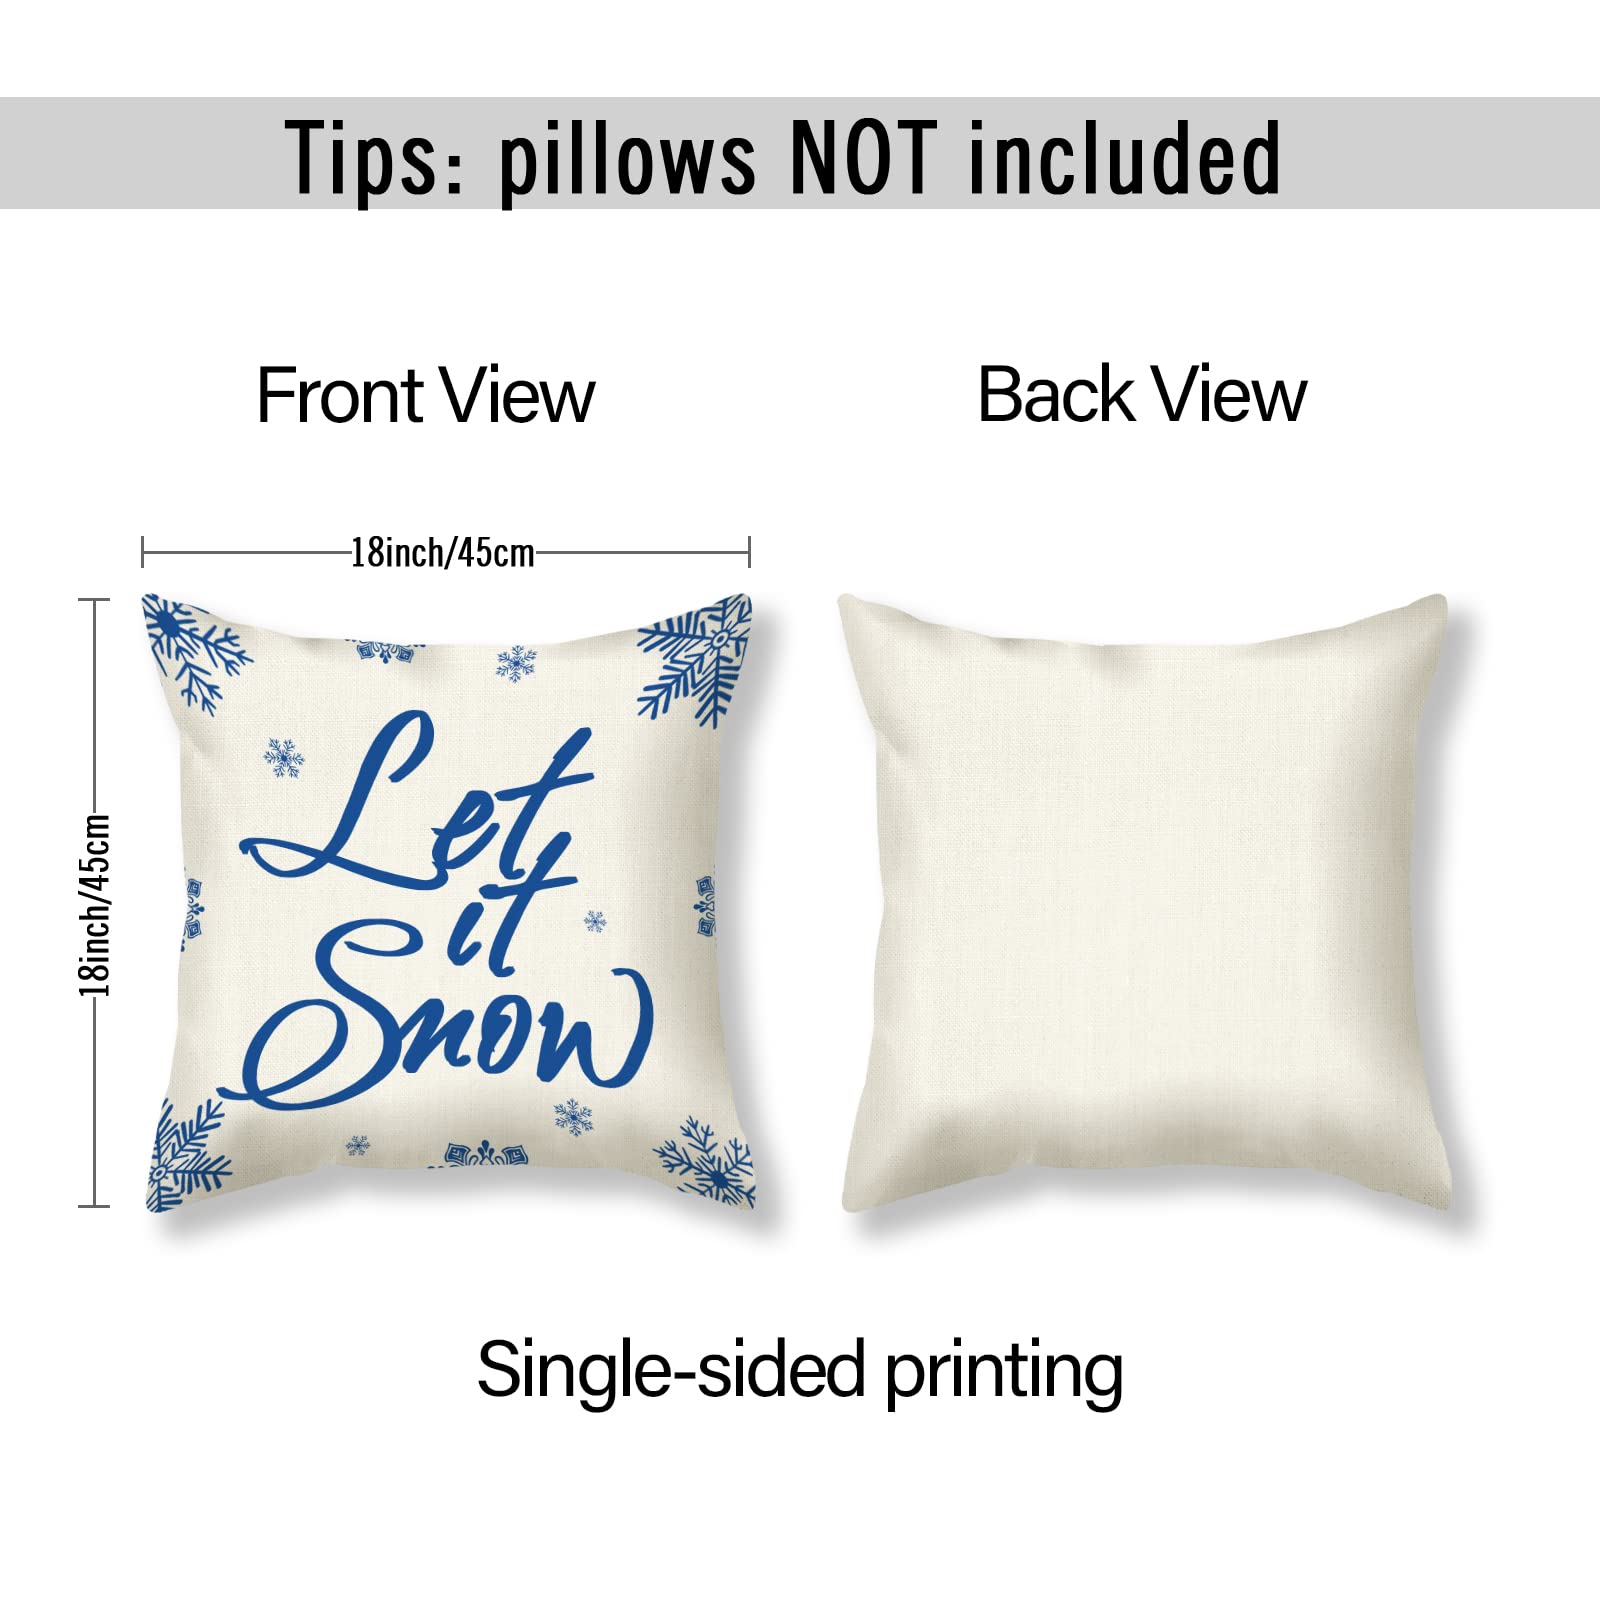 Tips: pillows NOT included
Front View
Back View
18inch/45cm
18inch/45cm
Let
it
Snow
Single-sided printing